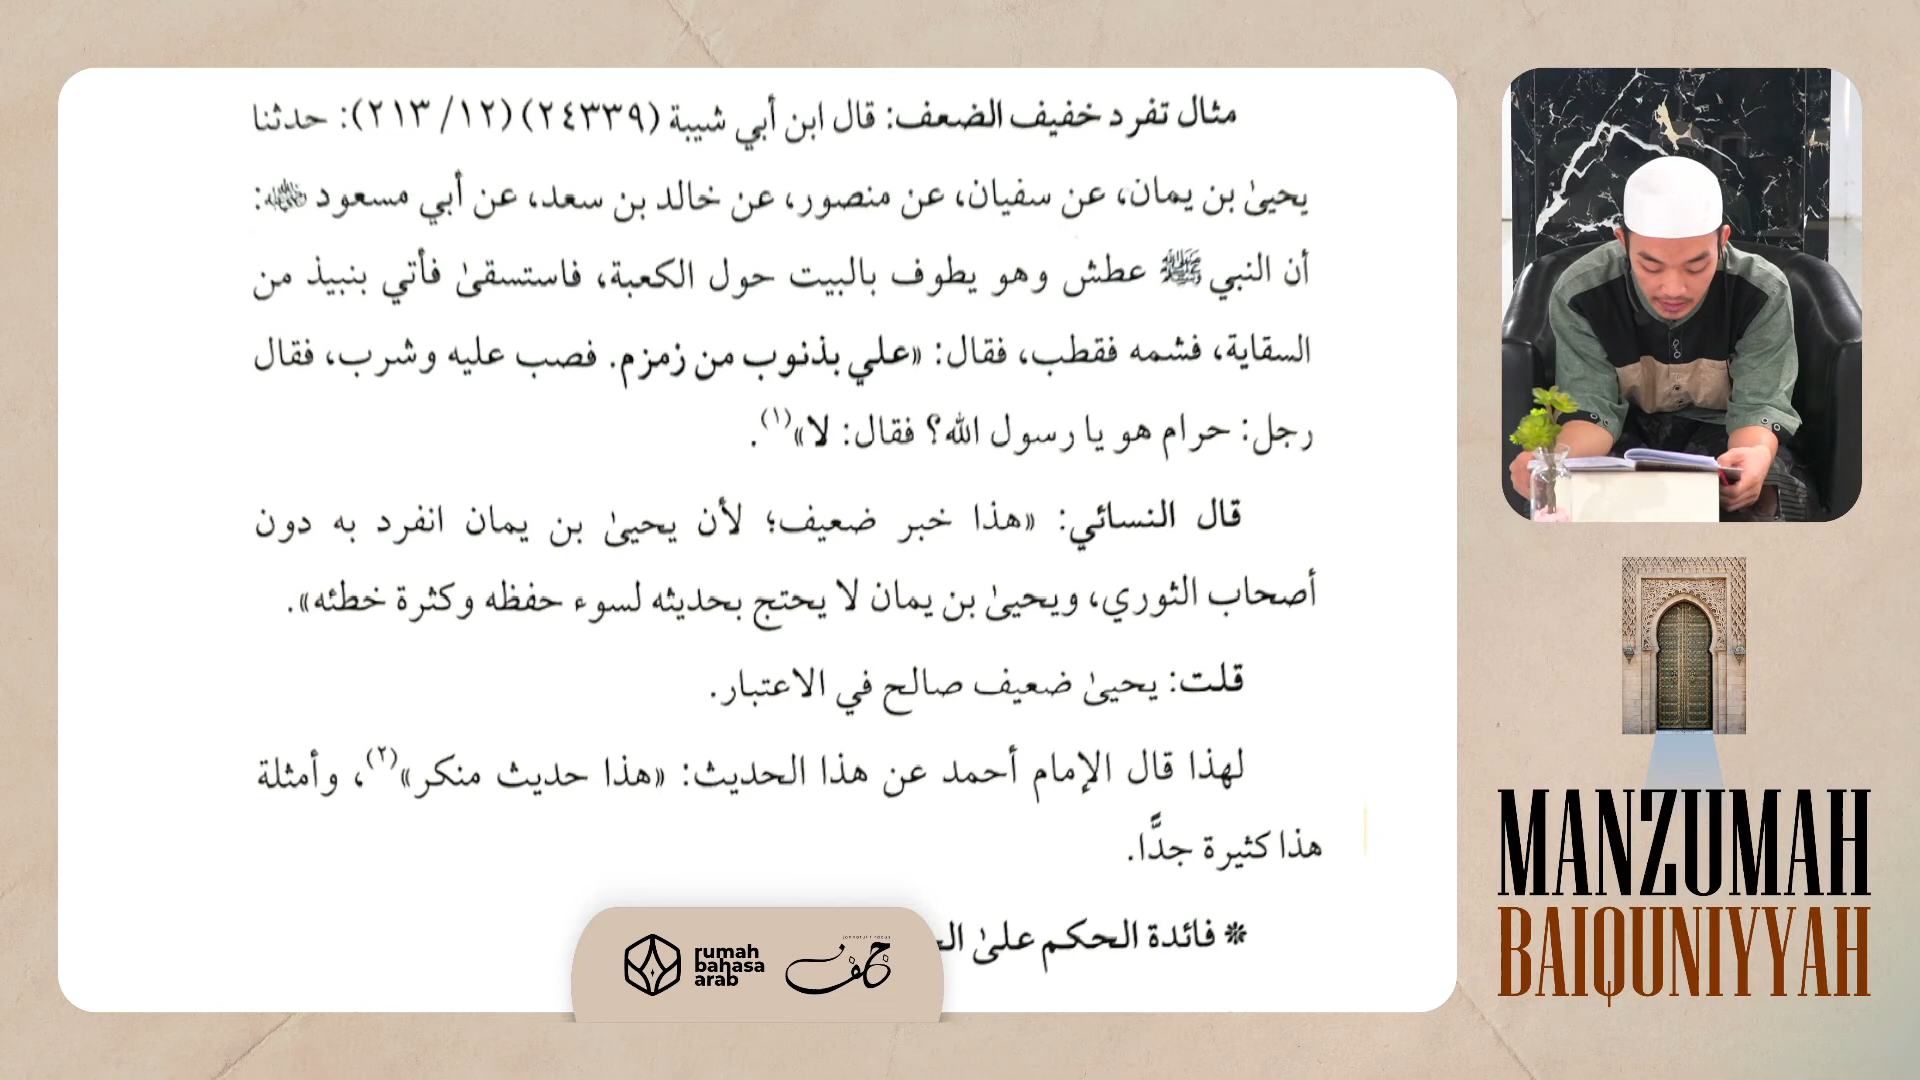 مثال تفرد خفيف الضعف: قال ابن أبي شيبة (٢٤٣٣٩) (١٢/ ٢١٣): حدثنا
يحيىٰ بن يمان، عن سفيان، عن منصور، عن خالد بن سعد، عن أبي مسعود رضي الله عنه:
أن النبي ﷺ عطش وهو يطوف بالبيت حول الكعبة، فاستسقىٰ فأتي بنبيذ من
السقاية، فشمه فقطب، فقال: «علي بذنوب من زمزم. فصب عليه وشرب، فقال
رجل: حرام هو يا رسول الله؟ فقال: لا»(١).
قال النسائي: «هذا خبر ضعيف؛ لأن يحيىٰ بن يمان انفرد به دون
أصحاب الثوري، ويحيىٰ بن يمان لا يحتج بحديثه لسوء حفظه وكثرة خطئه».
قلت: يحيىٰ ضعيف صالح في الاعتبار.
لهذا قال الإمام أحمد عن هذا الحديث: «هذا حديث منكر»(٢)، وأمثلة
هذا كثيرة جدًّا.
* فائدة الحكم علىٰ
rumah
bahasa
arab
MANZUMAH
BAIQUNIYYAH